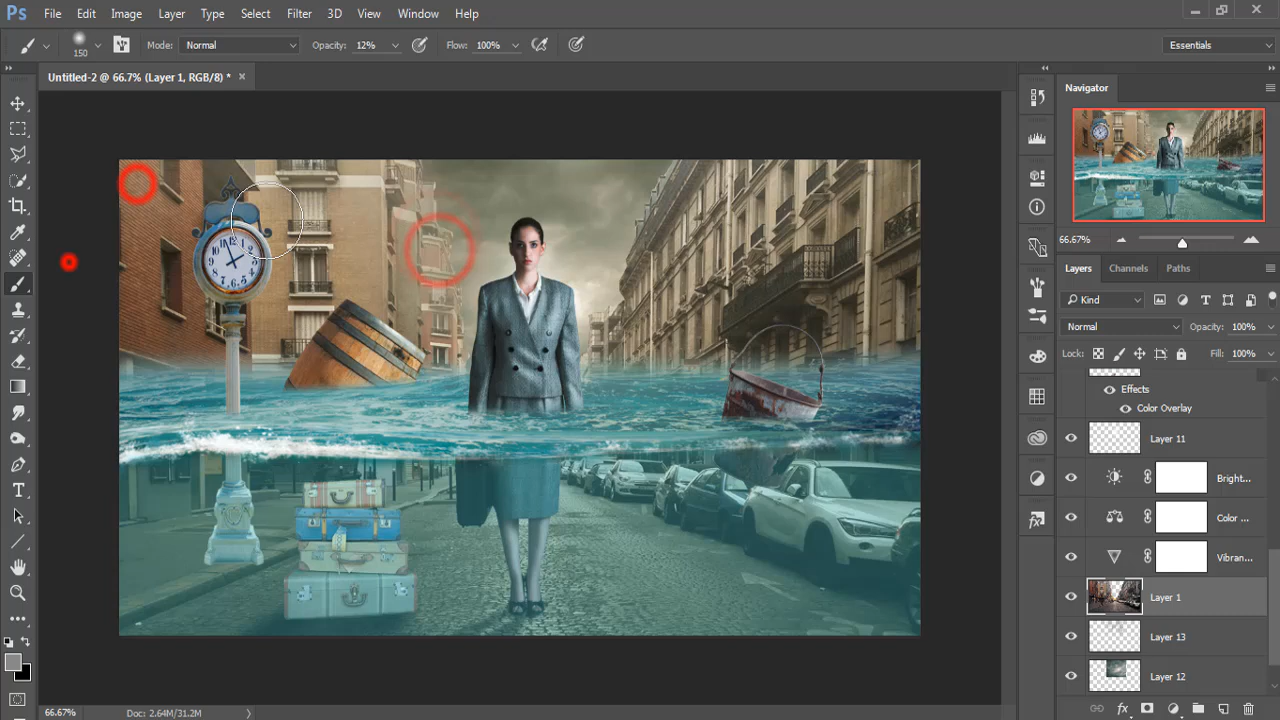 Ps File Edit Image Layer Type Select Filter 3D View Window Help
150 Mode: Normal Opacity: 12% Flow: 100% Essentials
Untitled-2 @ 66.7% (Layer 1, RGB/8) *
Navigator
66.67%
Layers Channels Paths
Kind
Normal Opacity: 100%
Lock: Fill: 100%
Effects
Color Overlay
Layer 11
Bright...
Color ...
Vibran...
Layer 1
Layer 13
Layer 12
66.67% Doc: 2.64M/31.2M